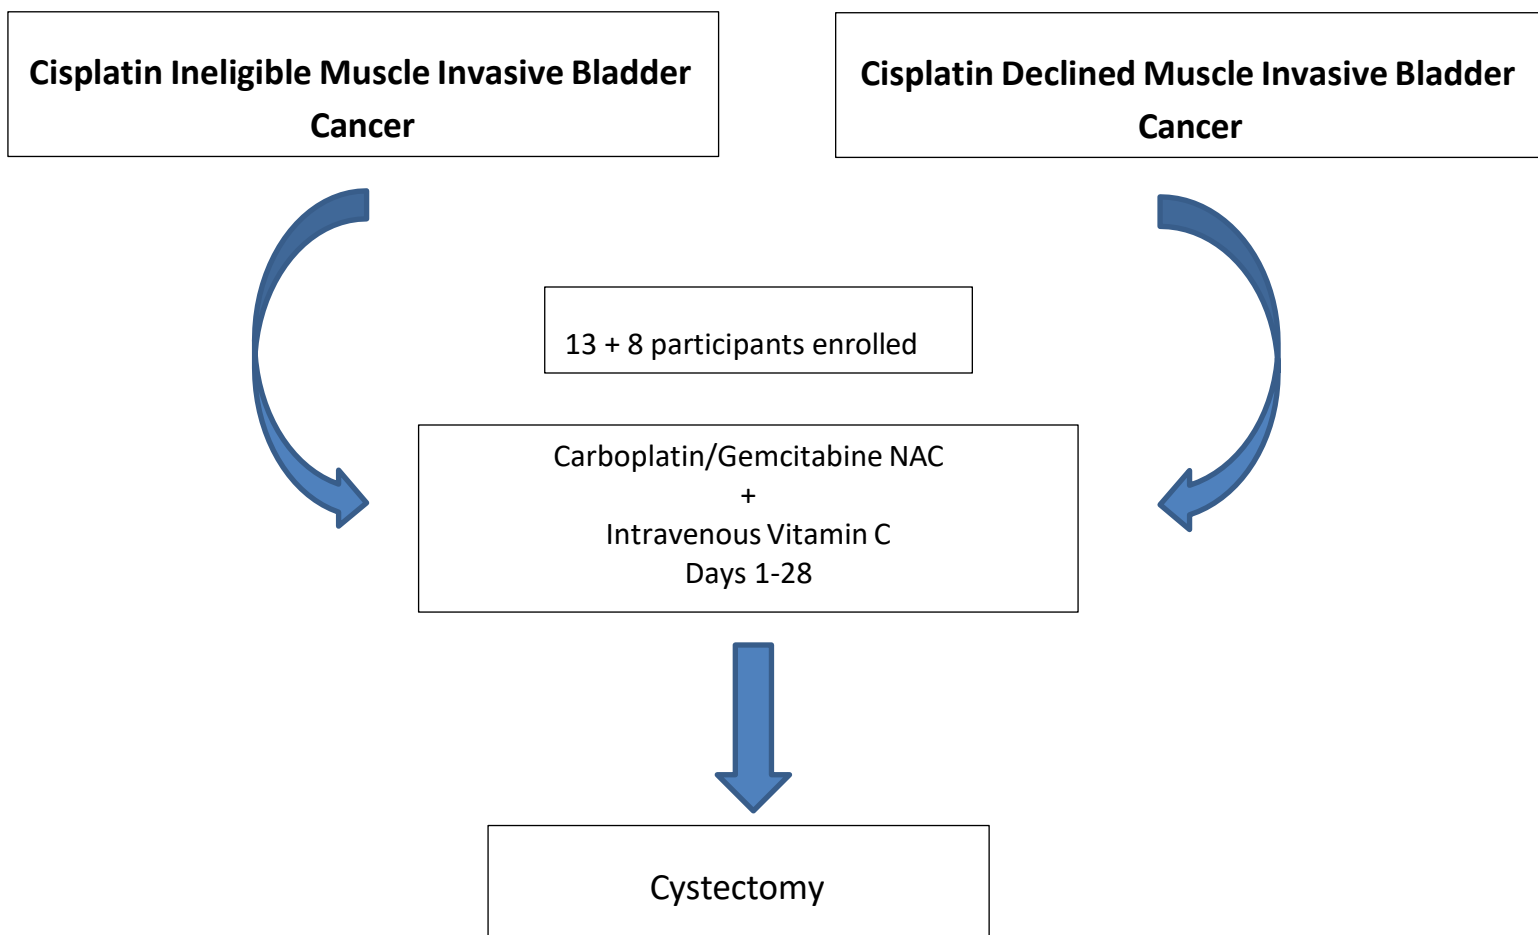 Cisplatin Ineligible Muscle Invasive Bladder
Cancer
Cisplatin Declined Muscle Invasive Bladder
Cancer
13 + 8 participants enrolled
Carboplatin/Gemcitabine NAC
+
Intravenous Vitamin C
Days 1-28
Cystectomy